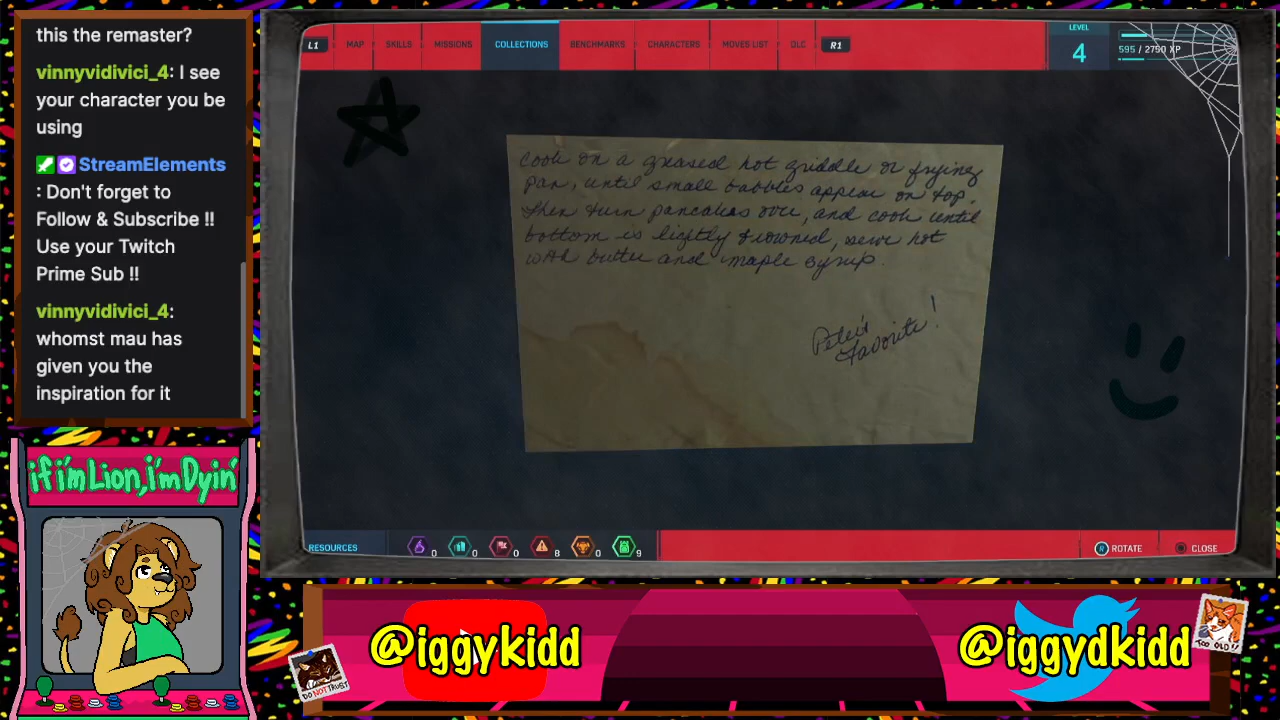 this the remaster?
vinnyvidivici_4: I see
your character you be
using
StreamElements
: Don't forget to
Follow & Subscribe !!
Use your Twitch
Prime Sub !!
vinnyvidivici_4:
whomst mau has
given you the
inspiration for it
L1 MAP SKILLS MISSIONS COLLECTIONS BENCHMARKS CHARACTERS MOVES LIST DLC R1
LEVEL
4
595 / 2750 XP
Cook on a greased hot griddle or frying
pan, until small bubbles appear on top.
Then turn pancakes over, and cook until
bottom is lightly browned, serve hot
with butter and maple syrup.
Peter's
favorite!
RESOURCES 0 0 0 8 0 9
R ROTATE CLOSE
if i'm Lion, i'm Dyin'
DO NOT TRUST
@iggykidd
@iggydkidd
TOO OLD!!